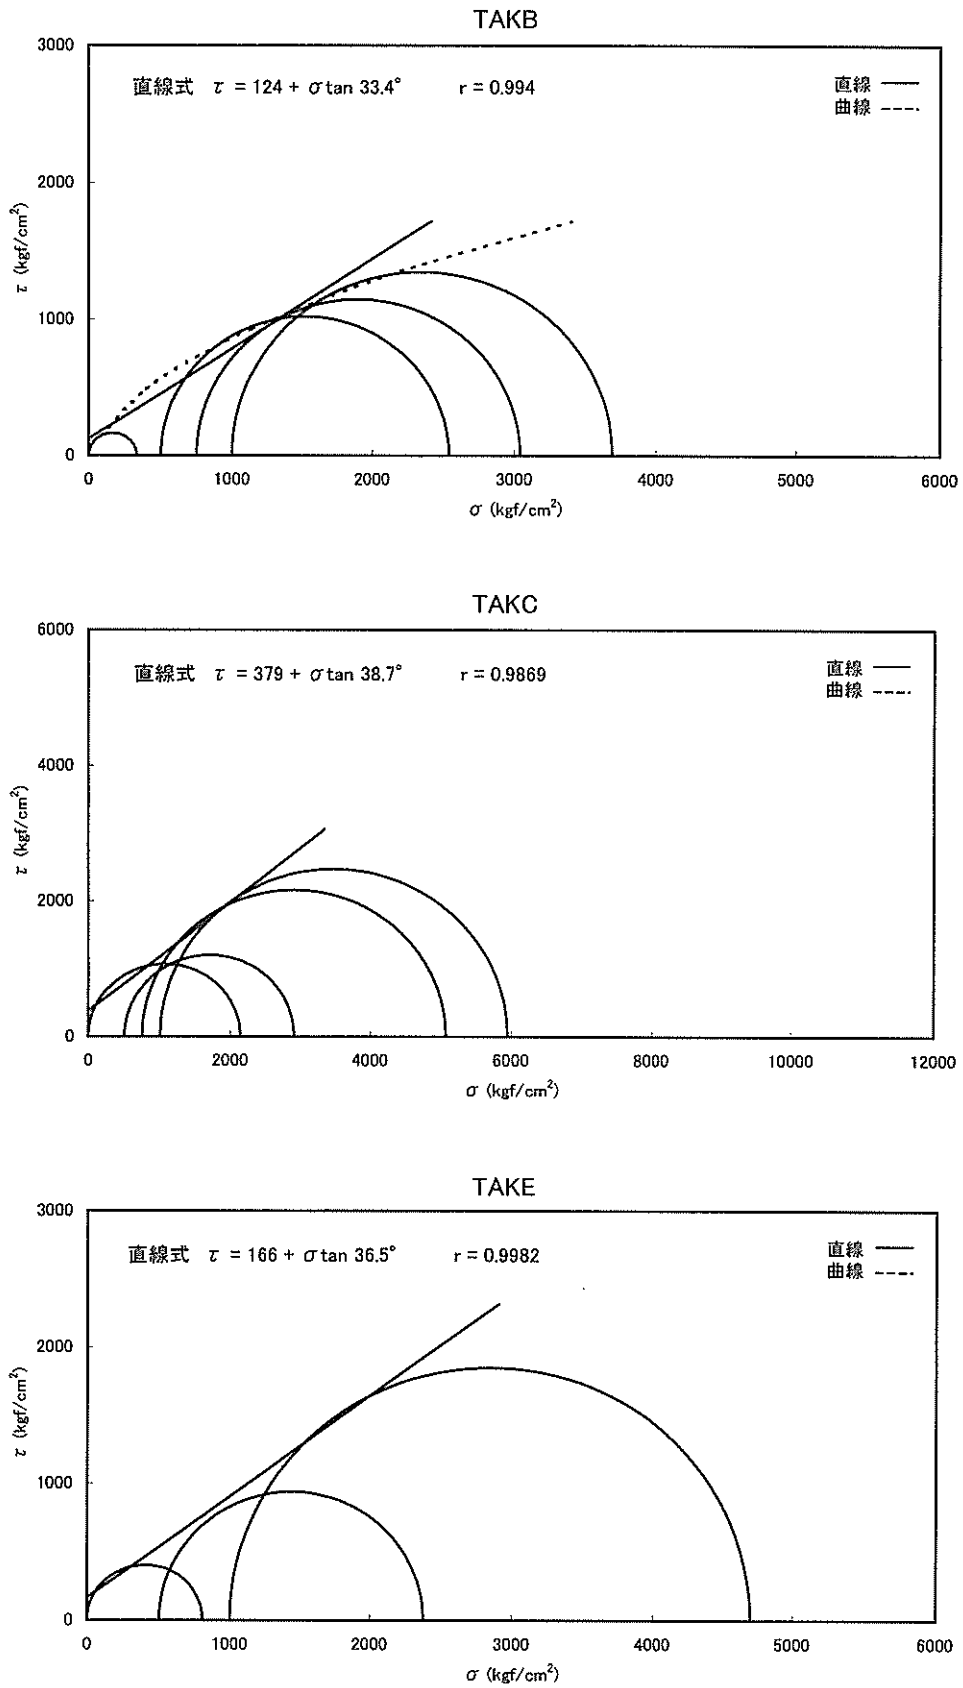 TAKB
3000
直線式 τ = 124 + σ tan 33.4° r = 0.994
直線
曲線
2000
τ (kgf/cm²)
1000
0
0 1000 2000 3000 4000 5000 6000
σ (kgf/cm²)
TAKC
6000
直線式 τ = 379 + σ tan 38.7° r = 0.9869
直線
曲線
4000
τ (kgf/cm²)
2000
0
0 2000 4000 6000 8000 10000 12000
σ (kgf/cm²)
TAKE
3000
直線式 τ = 166 + σ tan 36.5° r = 0.9982
直線
曲線
2000
τ (kgf/cm²)
1000
0
0 1000 2000 3000 4000 5000 6000
σ (kgf/cm²)